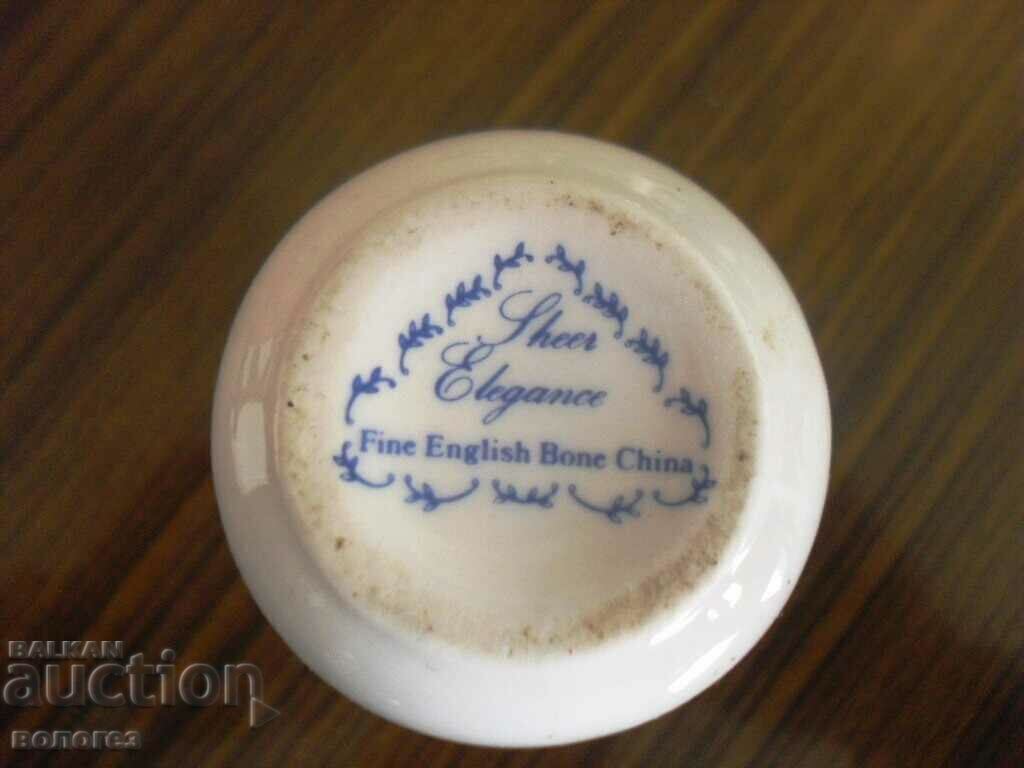 Sheer
Elegance
Fine English Bone China
BALKAN
auction
вологез